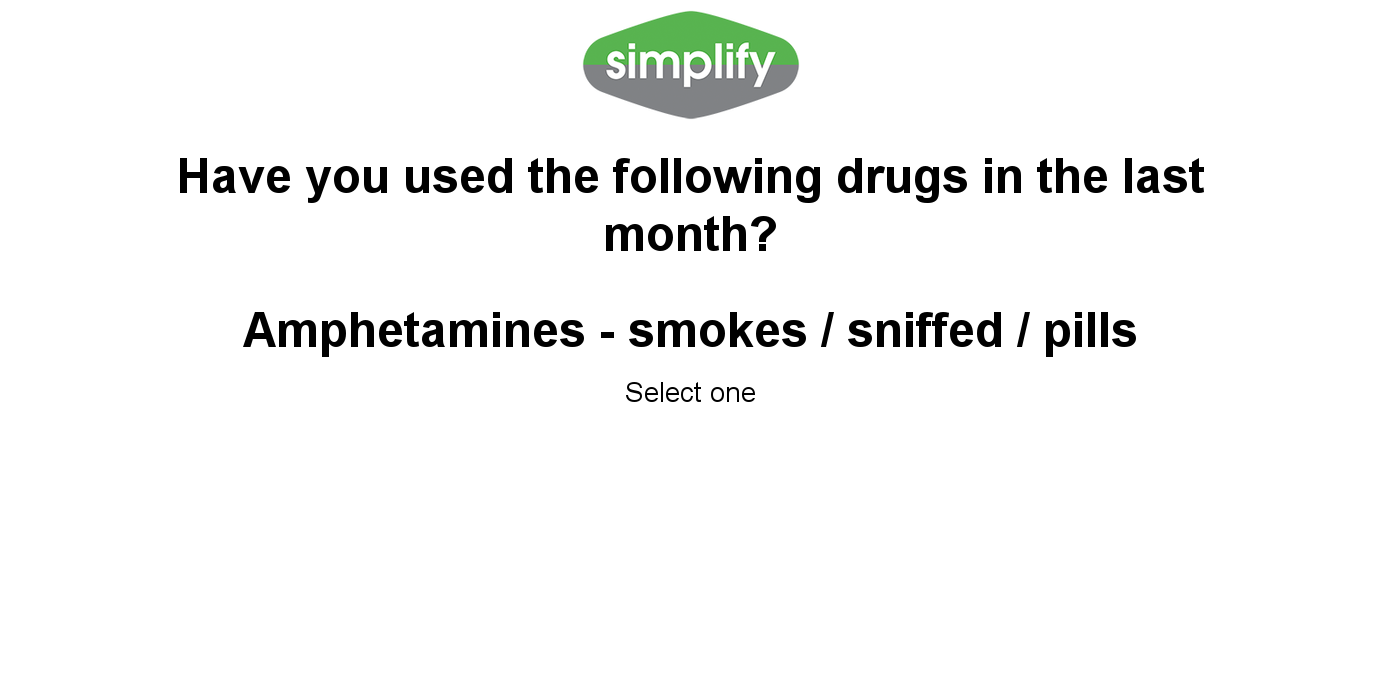 simplify
Have you used the following drugs in the last
month?
Amphetamines - smokes / sniffed / pills
Select one